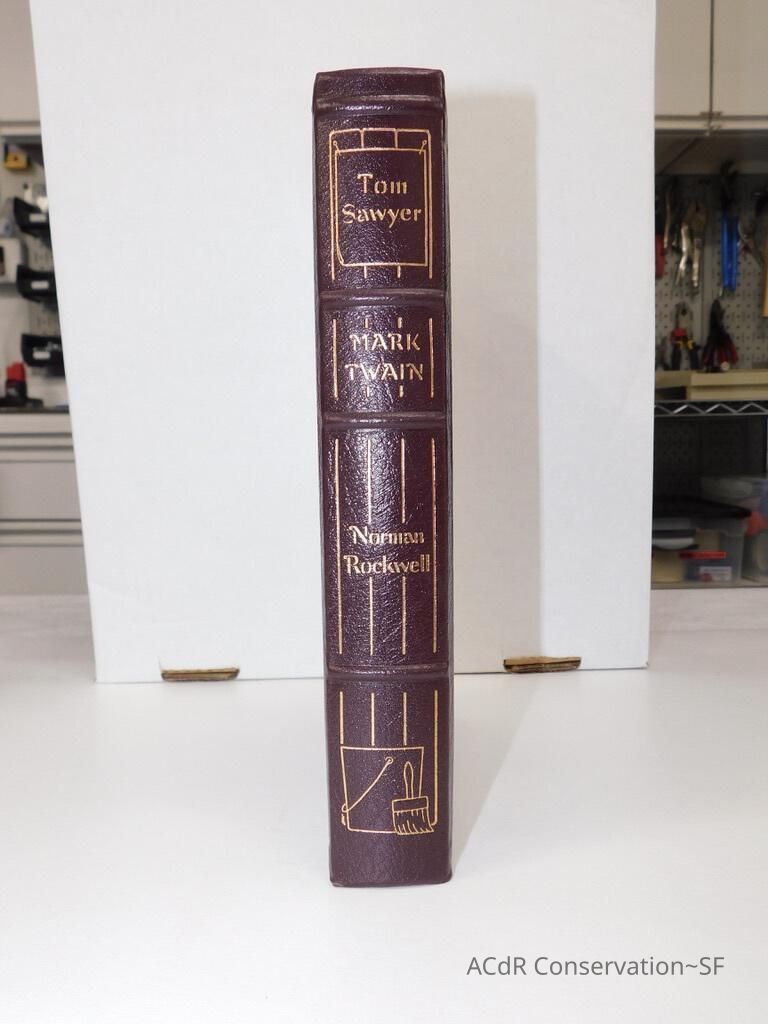 Tom
Sawyer
MARK
TWAIN
Norman
Rockwell
ACdR Conservation~SF